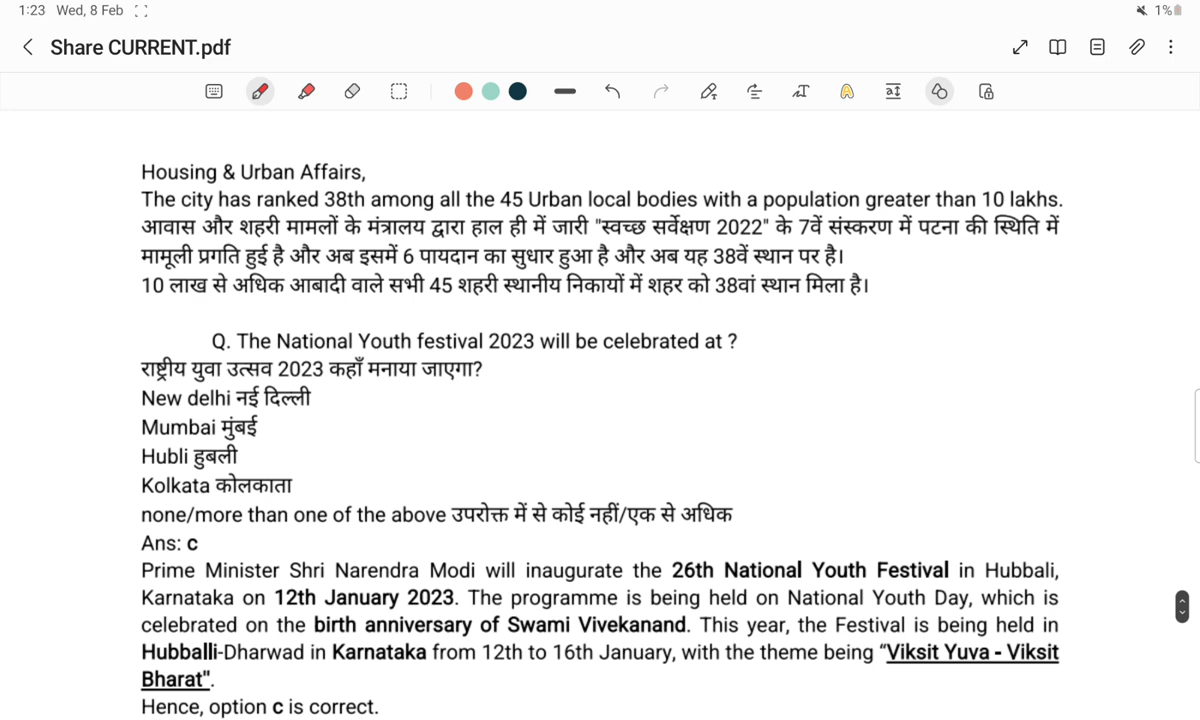 1:23 Wed, 8 Feb 1%
Share CURRENT.pdf
Housing & Urban Affairs,
The city has ranked 38th among all the 45 Urban local bodies with a population greater than 10 lakhs.
आवास और शहरी मामलों के मंत्रालय द्वारा हाल ही में जारी "स्वच्छ सर्वेक्षण 2022" के 7वें संस्करण में पटना की स्थिति में
मामूली प्रगति हुई है और अब इसमें 6 पायदान का सुधार हुआ है और अब यह 38वें स्थान पर है।
10 लाख से अधिक आबादी वाले सभी 45 शहरी स्थानीय निकायों में शहर को 38वां स्थान मिला है।
Q. The National Youth festival 2023 will be celebrated at ?
राष्ट्रीय युवा उत्सव 2023 कहाँ मनाया जाएगा?
New delhi नई दिल्ली
Mumbai मुंबई
Hubli हुबली
Kolkata कोलकाता
none/more than one of the above उपरोक्त में से कोई नहीं/एक से अधिक
Ans: c
Prime Minister Shri Narendra Modi will inaugurate the 26th National Youth Festival in Hubbali,
Karnataka on 12th January 2023. The programme is being held on National Youth Day, which is
celebrated on the birth anniversary of Swami Vivekanand. This year, the Festival is being held in
Hubballi-Dharwad in Karnataka from 12th to 16th January, with the theme being “Viksit Yuva - Viksit
Bharat".
Hence, option c is correct.